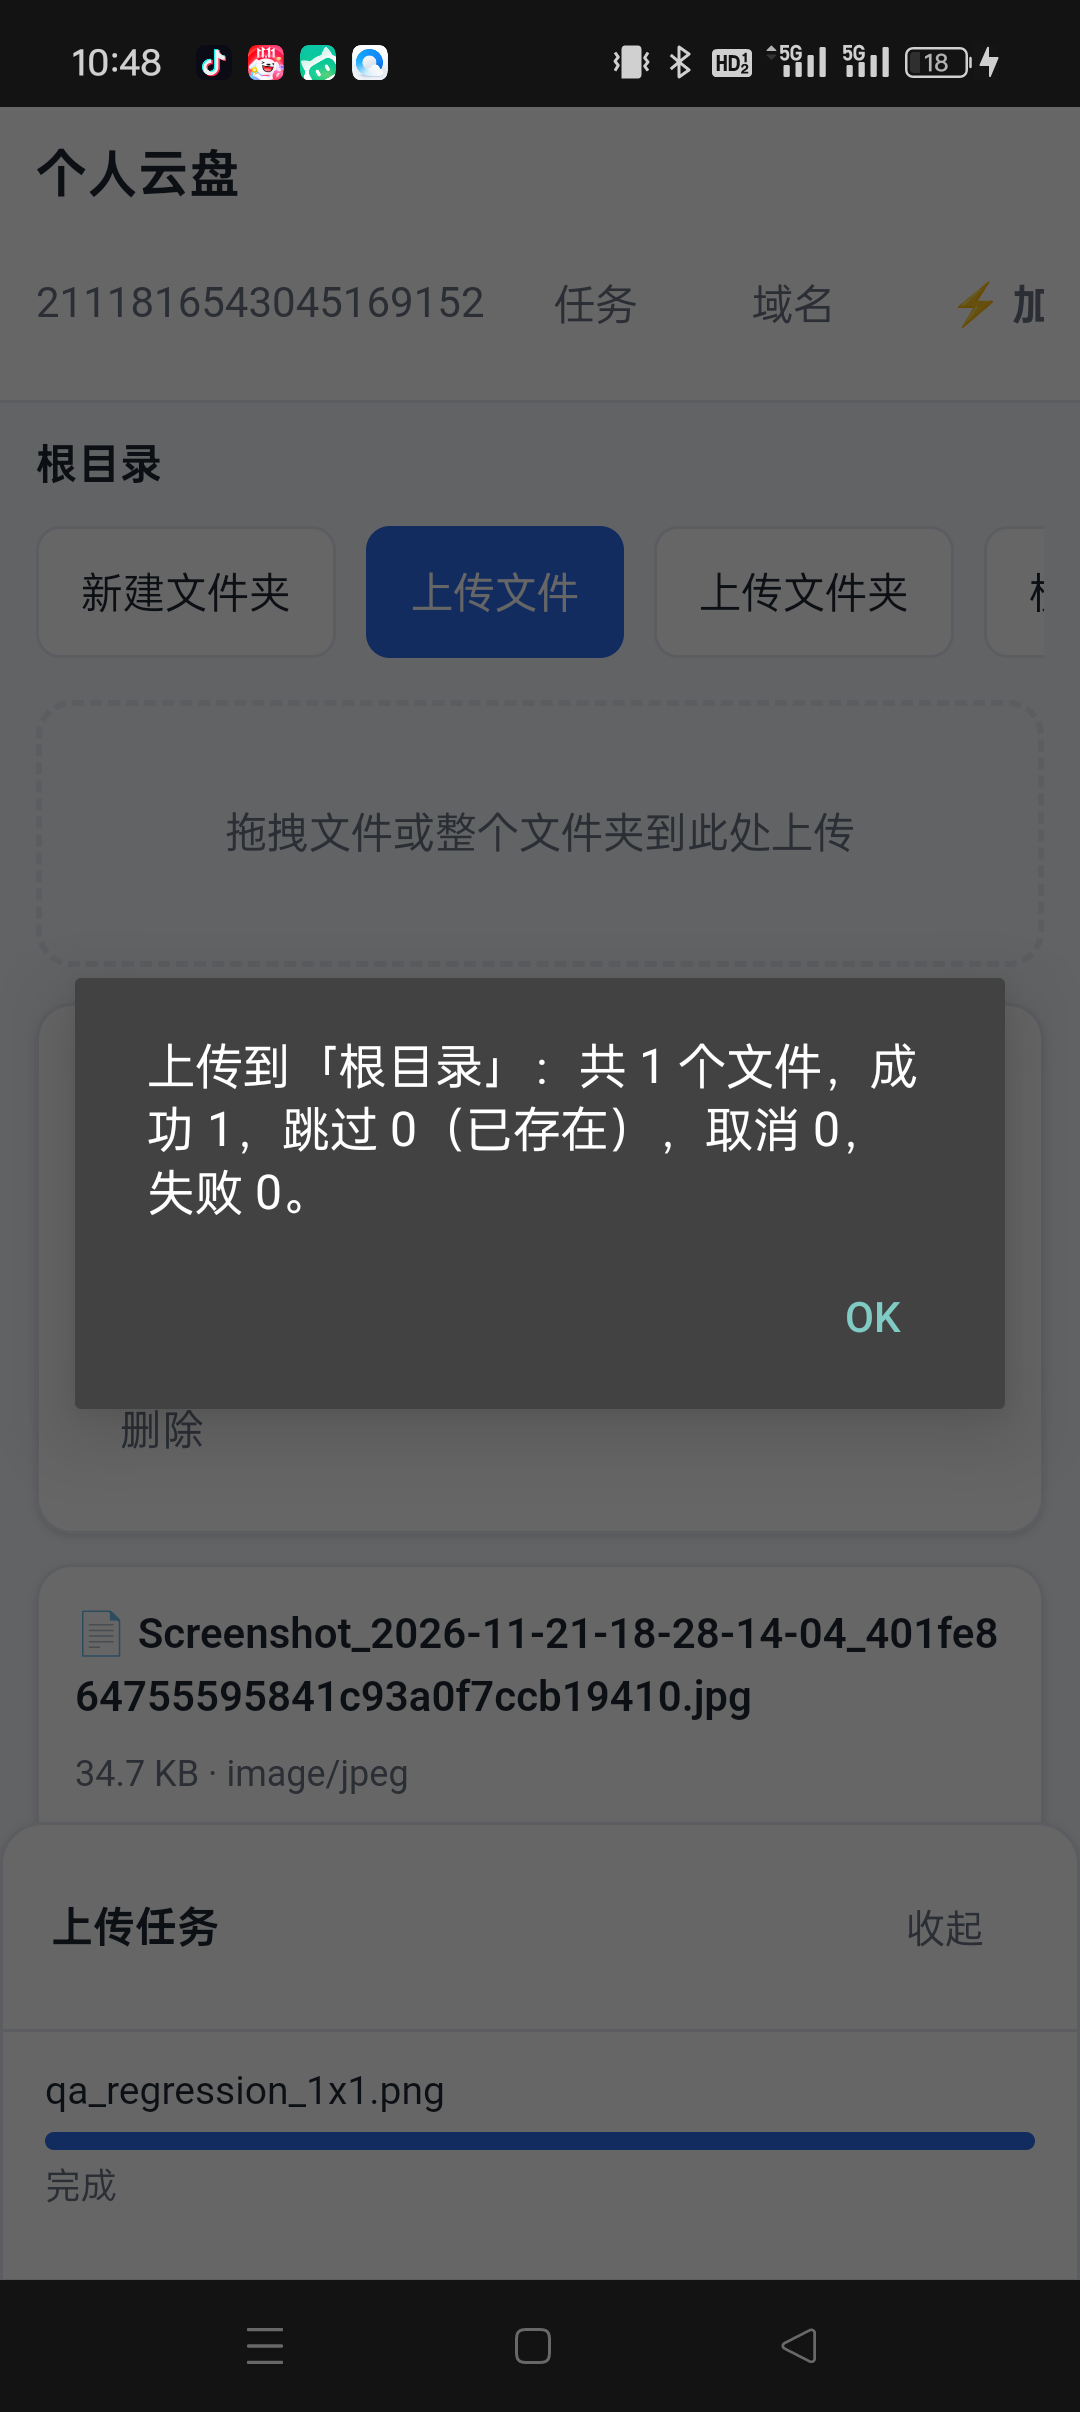 10:48
HD 1 2
5G
5G
18
个人云盘
2111816543045169152
任务
域名
⚡ 加
根目录
新建文件夹
上传文件
上传文件夹
拖拽文件或整个文件夹到此处上传
上传到「根目录」：共 1 个文件，成
功 1，跳过 0（已存在），取消 0，
失败 0。
OK
删除
Screenshot_2026-11-21-18-28-14-04_401fe8
64755595841c93a0f7ccb19410.jpg
34.7 KB · image/jpeg
上传任务
收起
qa_regression_1x1.png
完成